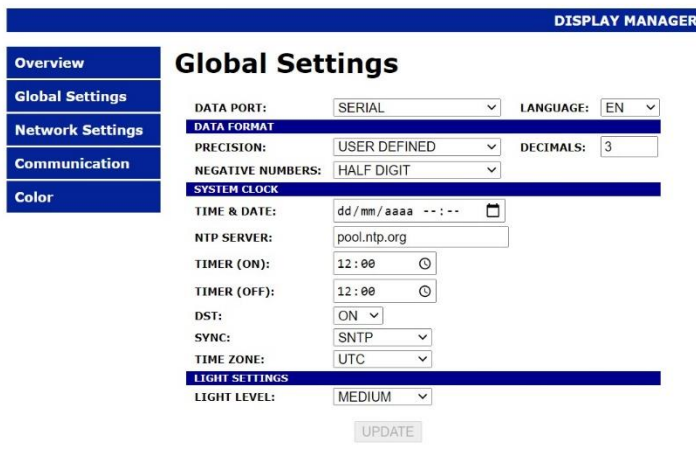 DISPLAY MANAGER
Overview
Global Settings
Network Settings
Communication
Color
Global Settings
DATA PORT: SERIAL LANGUAGE: EN
DATA FORMAT
PRECISION: USER DEFINED DECIMALS: 3
NEGATIVE NUMBERS: HALF DIGIT
SYSTEM CLOCK
TIME & DATE: dd/mm/aaaa --:--
NTP SERVER: pool.ntp.org
TIMER (ON): 12:00
TIMER (OFF): 12:00
DST: ON
SYNC: SNTP
TIME ZONE: UTC
LIGHT SETTINGS
LIGHT LEVEL: MEDIUM
UPDATE